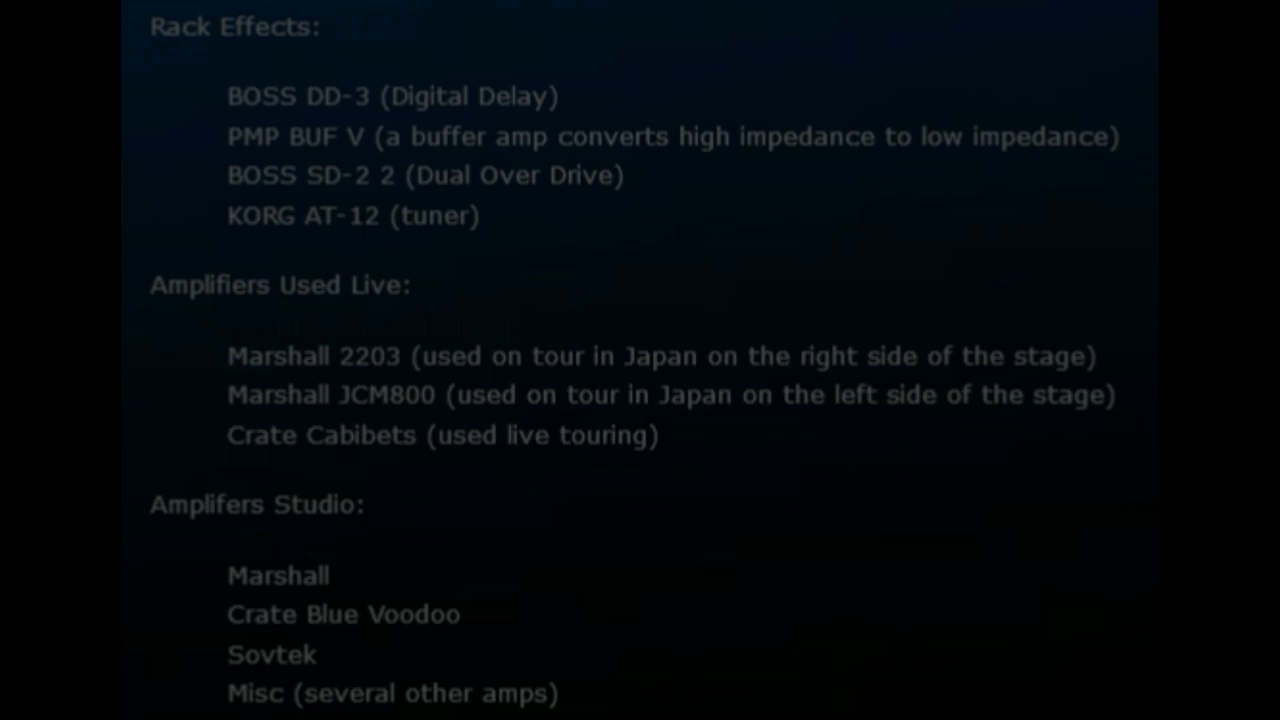 Rack Effects:
BOSS DD-3 (Digital Delay)
PMP BUF V (a buffer amp converts high impedance to low impedance)
BOSS SD-2 2 (Dual Over Drive)
KORG AT-12 (tuner)
Amplifiers Used Live:
Marshall 2203 (used on tour in Japan on the right side of the stage)
Marshall JCM800 (used on tour in Japan on the left side of the stage)
Crate Cabibets (used live touring)
Amplifers Studio:
Marshall
Crate Blue Voodoo
Sovtek
Misc (several other amps)